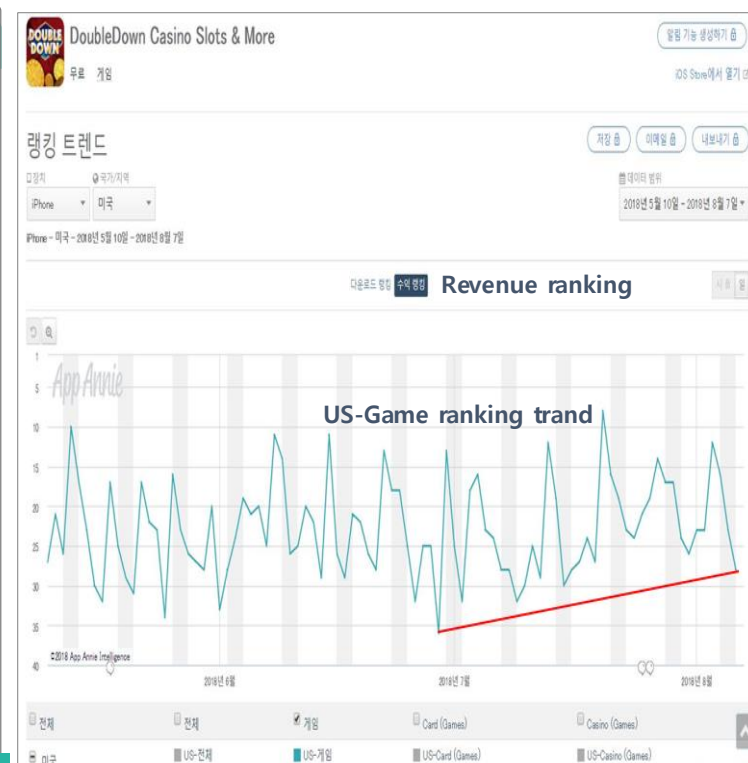 DOUBLE
DOWN
DoubleDown Casino Slots & More
무료 게임
알림 기능 생성하기
iOS Store에서 열기
랭킹 트렌드
저장 이메일 내보내기
장치 국가/지역 데이터 범위
iPhone 미국 2018년 5월 10일 - 2018년 8월 7일
iPhone - 미국 - 2018년 5월 10일 - 2018년 8월 7일
다운로드 랭킹 수익 랭킹 Revenue ranking 일
App Annie
US-Game ranking trand
1
5
10
15
20
25
30
35
40
©2018 App Annie Intelligence
2018년 6월 2018년 7월 2018년 8월
전체 전체 게임 Card (Games) Casino (Games)
미국 US-전체 US-게임 US-Card (Games) US-Casino (Games)